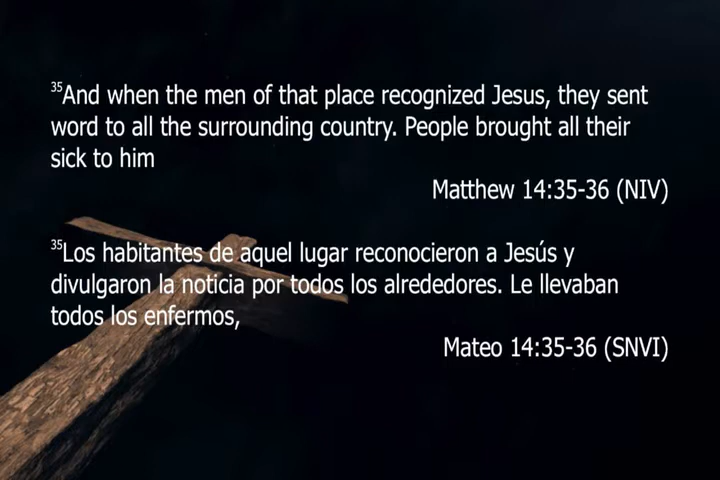 ³⁵And when the men of that place recognized Jesus, they sent
word to all the surrounding country. People brought all their
sick to him
Matthew 14:35-36 (NIV)
³⁵Los habitantes de aquel lugar reconocieron a Jesús y
divulgaron la noticia por todos los alrededores. Le llevaban
todos los enfermos,
Mateo 14:35-36 (SNVI)